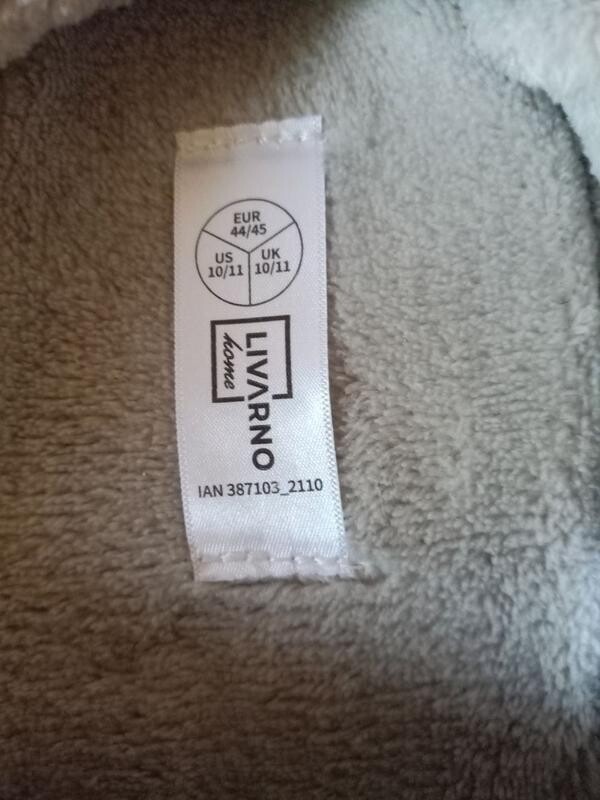 EUR
44/45
US
10/11
UK
10/11
LIVARNO
home
IAN 387103_2110